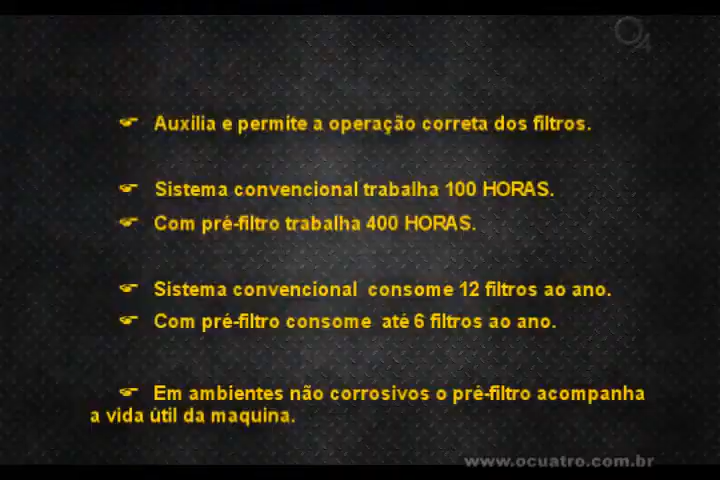 O4
Auxilia e permite a operação correta dos filtros.
Sistema convencional trabalha 100 HORAS.
Com pré-filtro trabalha 400 HORAS.
Sistema convencional consome 12 filtros ao ano.
Com pré-filtro consome até 6 filtros ao ano.
Em ambientes não corrosivos o pré-filtro acompanha
a vida útil da maquina.
www.ocuatro.com.br